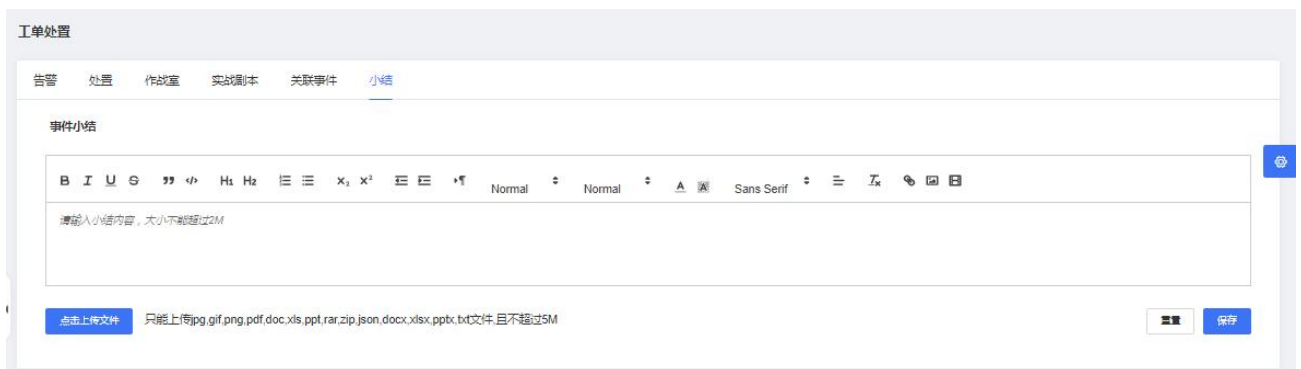 工单处置
告警 处置 作战室 实战剧本 关联事件 小结
事件小结
B I U S ❞ </> H₁ H₂ X₂ X² Normal Normal A A Sans Serif Tx
请输入小结内容，大小不能超过2M
点击上传文件 只能上传jpg,gif,png,pdf,doc,xls,ppt,rar,zip,json,docx,xlsx,pptx,txt文件,且不超过5M 重置 保存